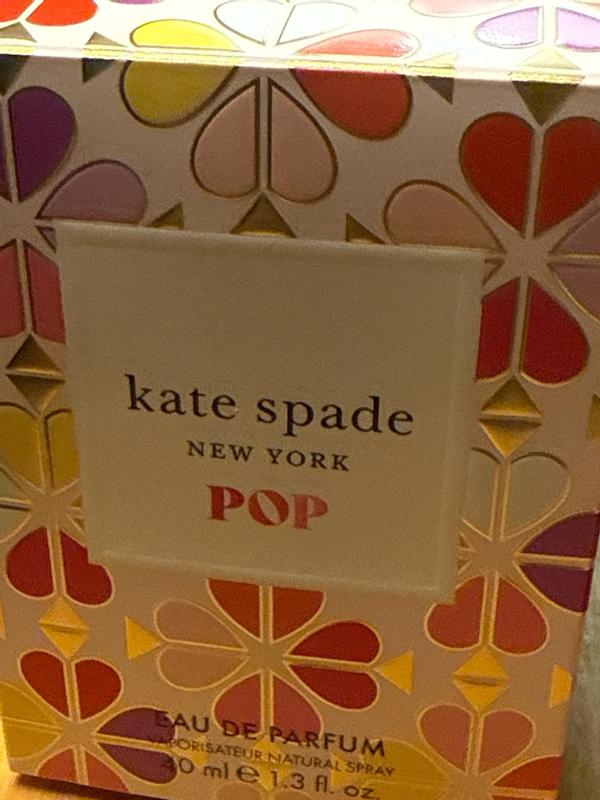 kate spade
NEW YORK
POP
EAU DE PARFUM
VAPORISATEUR NATURAL SPRAY
40 ml ℮ 1.3 fl. oz.